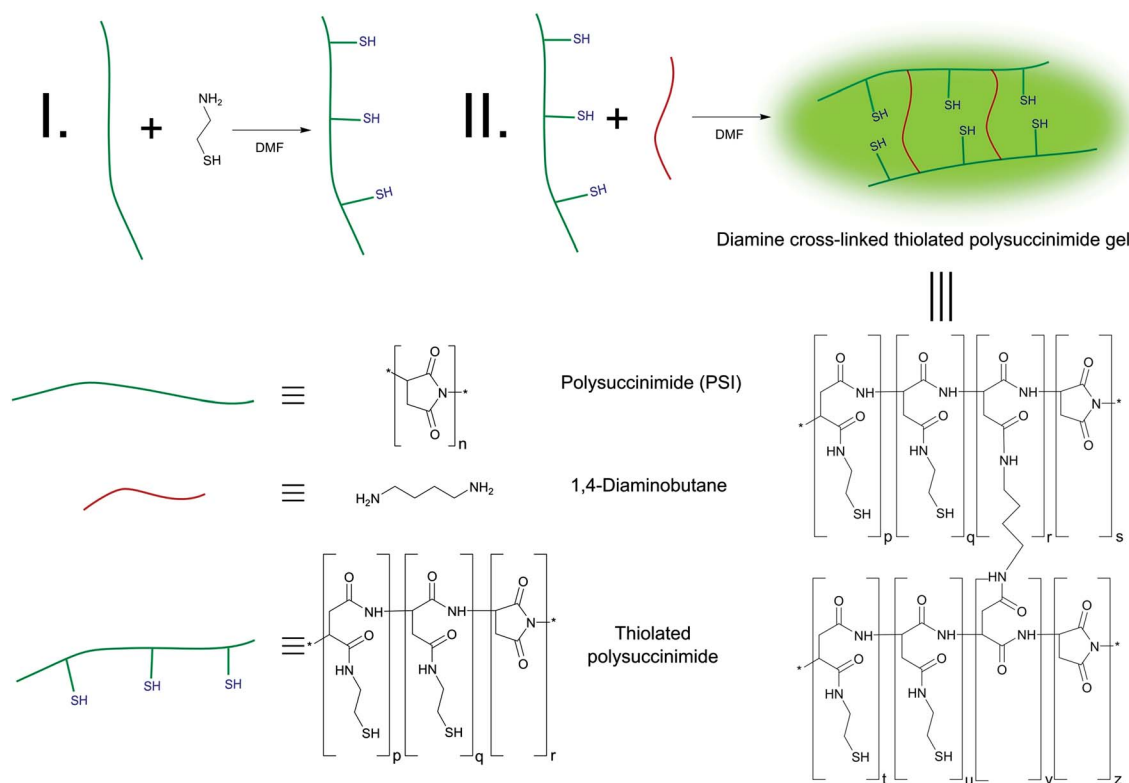 I.
+
NH2
SH
DMF
SH
SH
SH
II.
SH
SH
SH
+
DMF
SH
SH
SH
SH
SH
SH
Diamine cross-linked thiolated polysuccinimide gel
≡
O
*
N
*
O
n
Polysuccinimide (PSI)
≡
NH2
NH2
1,4-Diaminobutane
SH
SH
SH
≡
O
NH
O
NH
O
N
*
*
O
O
O
HN
HN
SH
SH
p
q
r
Thiolated
polysuccinimide
O
NH
O
NH
O
NH
O
N
*
*
O
O
O
O
HN
HN
NH
SH
SH
p
q
r
s
HN
O
O
O
O
NH
NH
NH
N
*
*
O
O
O
O
HN
HN
SH
SH
t
u
v
z